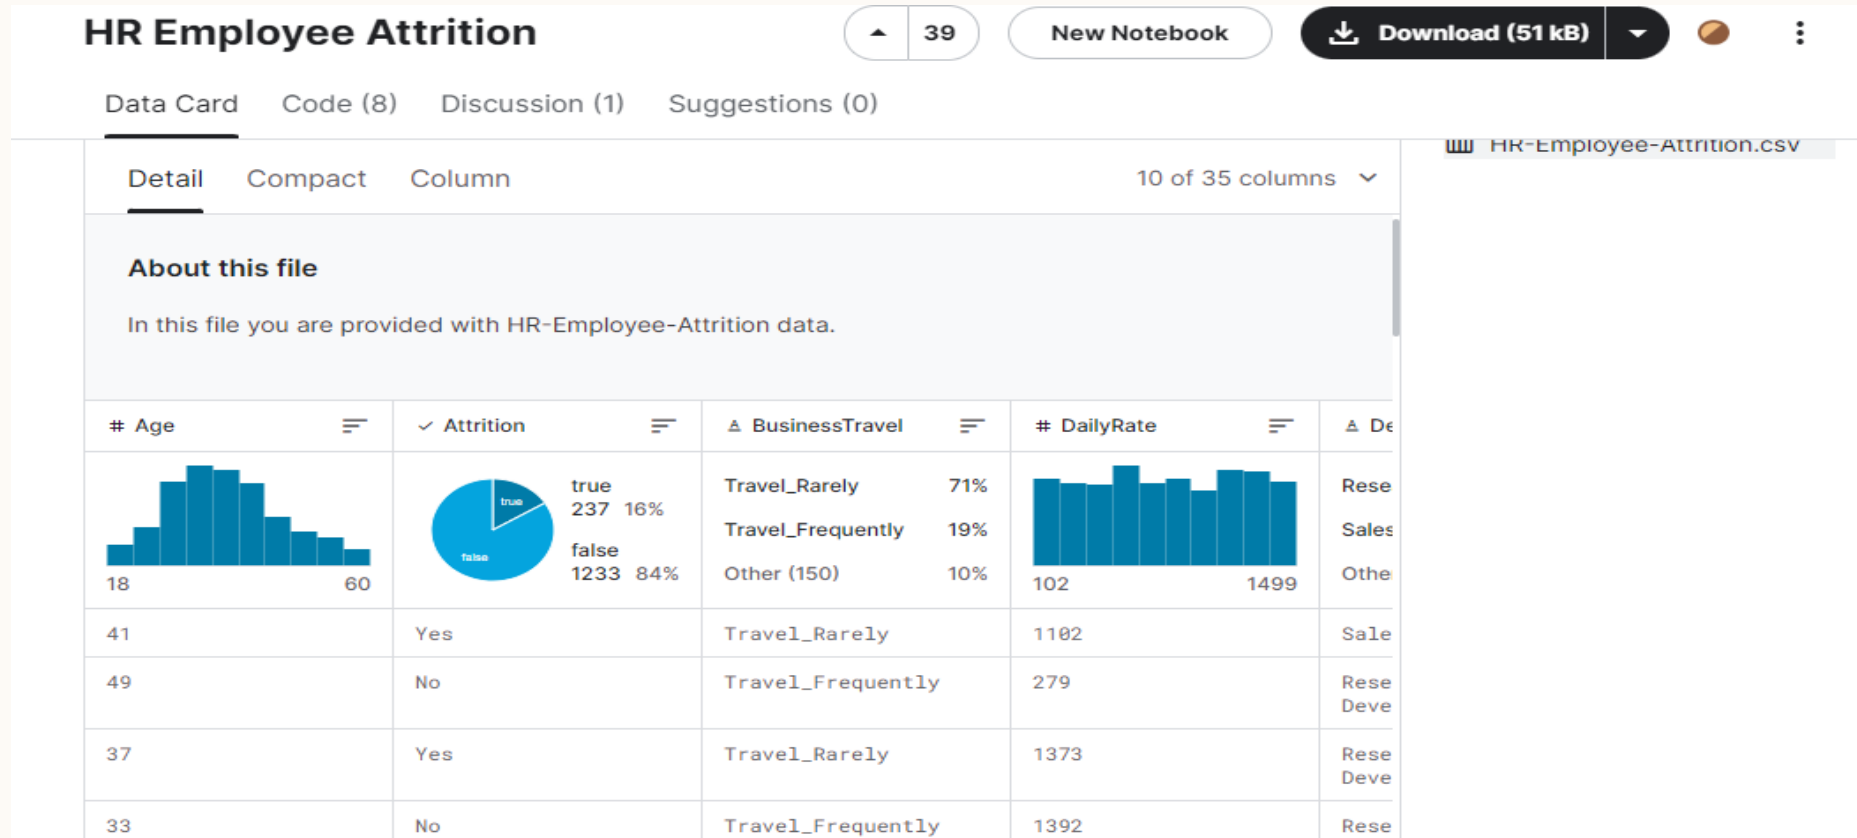 HR Employee Attrition
39
New Notebook
Download (51 kB)
Data Card Code (8) Discussion (1) Suggestions (0)
HR-Employee-Attrition.csv
Detail Compact Column 10 of 35 columns
About this file
In this file you are provided with HR-Employee-Attrition data.
# Age Attrition BusinessTravel # DailyRate De
true
237 16%
false
1233 84%
true
false
Travel_Rarely 71%
Travel_Frequently 19%
Other (150) 10%
Rese
Sales
Othe
18 60
102 1499
41 Yes Travel_Rarely 1102 Sale
49 No Travel_Frequently 279 Rese
Deve
37 Yes Travel_Rarely 1373 Rese
Deve
33 No Travel_Frequently 1392 Rese